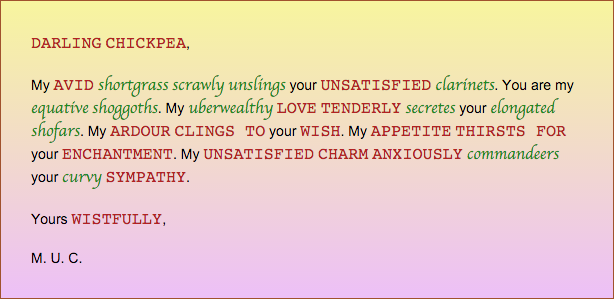 DARLING CHICKPEA,
My AVID shortgrass scrawly unslings your UNSATISFIED clarinets. You are my
equative shoggoths. My uberwealthy LOVE TENDERLY secretes your elongated
shofars. My ARDOUR CLINGS TO your WISH. My APPETITE THIRSTS FOR
your ENCHANTMENT. My UNSATISFIED CHARM ANXIOUSLY commandeers
your curvy SYMPATHY.
Yours WISTFULLY,
M. U. C.